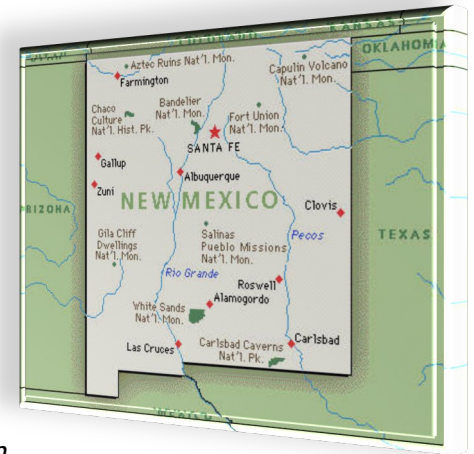 COLORADO
KANSAS
OKLAHOMA
Aztec Ruins Nat'l. Mon.
Farmington
Capulin Volcano
Nat'l. Mon.
Chaco
Culture
Nat'l. Hist. Pk.
Bandelier
Nat'l. Mon.
Fort Union
Nat'l. Mon.
SANTA FE
Gallup
Albuquerque
Zuni
NEW MEXICO
Clovis
ARIZONA
TEXAS
Gila Cliff
Dwellings
Nat'l. Mon.
Salinas
Pueblo Missions
Nat'l. Mon.
Pecos
Rio Grande
Roswell
Alamogordo
White Sands
Nat'l. Mon.
Las Cruces
Carlsbad Caverns
Nat'l. Pk.
Carlsbad